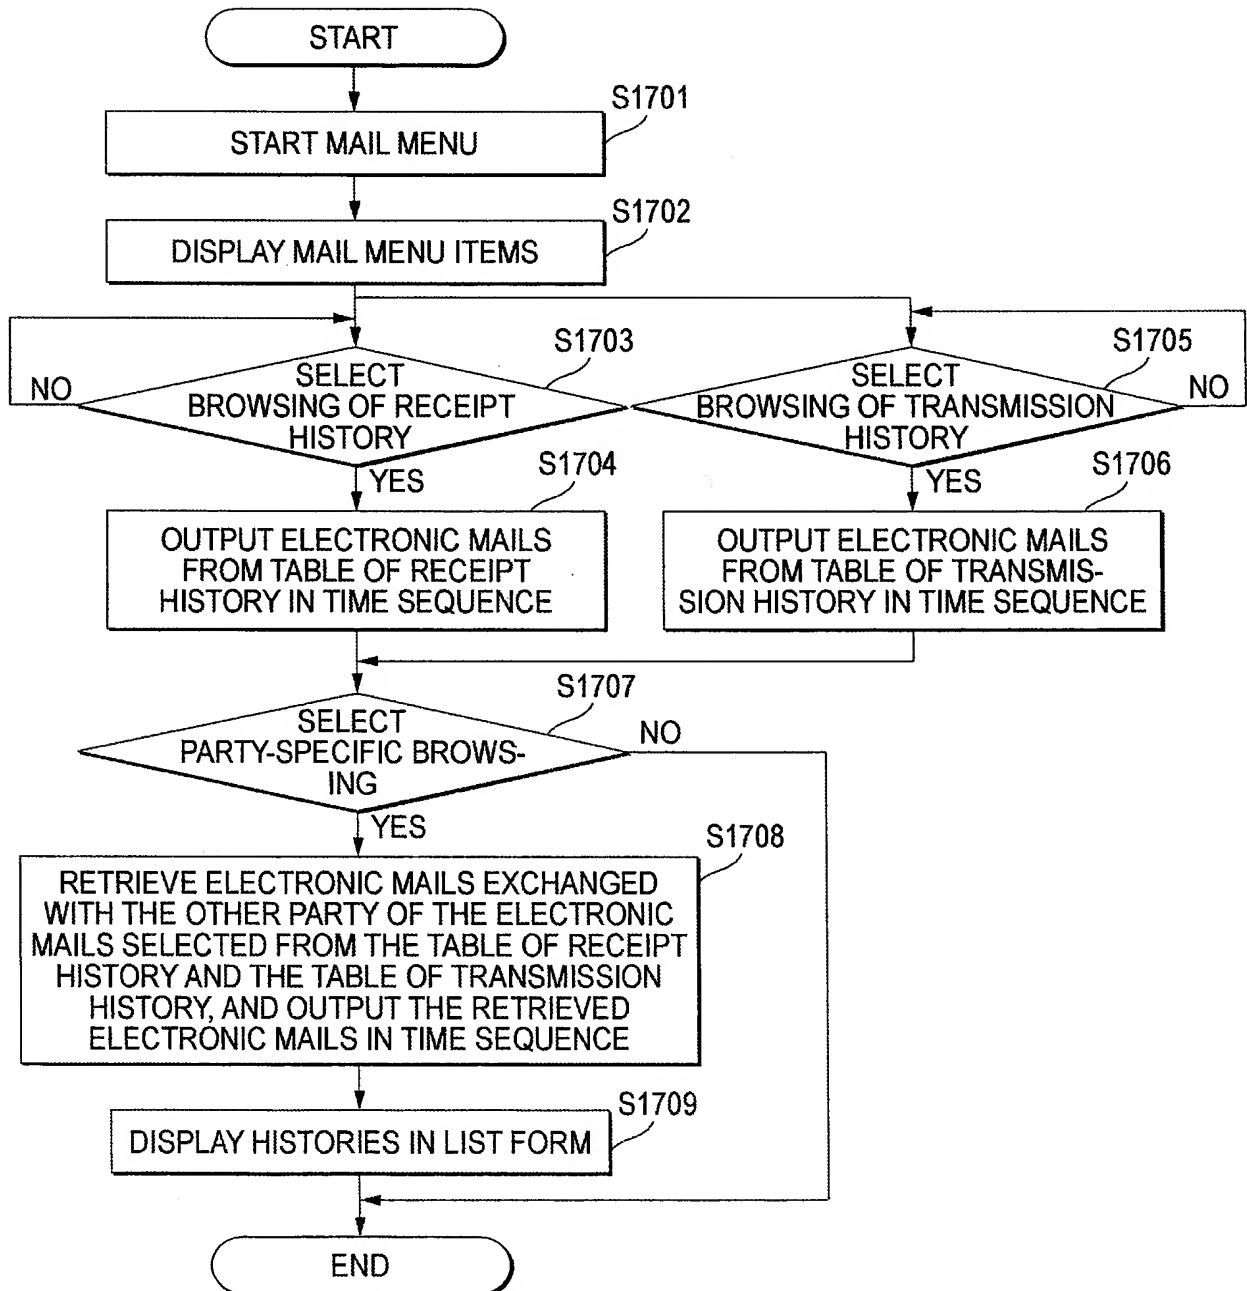 START
S1701
START MAIL MENU
S1702
DISPLAY MAIL MENU ITEMS
S1703
SELECT
BROWSING OF RECEIPT
HISTORY
NO
YES
S1705
SELECT
BROWSING OF TRANSMISSION
HISTORY
NO
YES
S1704
OUTPUT ELECTRONIC MAILS
FROM TABLE OF RECEIPT
HISTORY IN TIME SEQUENCE
S1706
OUTPUT ELECTRONIC MAILS
FROM TABLE OF TRANSMIS-
SION HISTORY IN TIME SEQUENCE
S1707
SELECT
PARTY-SPECIFIC BROWS-
ING
NO
YES
S1708
RETRIEVE ELECTRONIC MAILS EXCHANGED
WITH THE OTHER PARTY OF THE ELECTRONIC
MAILS SELECTED FROM THE TABLE OF RECEIPT
HISTORY AND THE TABLE OF TRANSMISSION
HISTORY, AND OUTPUT THE RETRIEVED
ELECTRONIC MAILS IN TIME SEQUENCE
S1709
DISPLAY HISTORIES IN LIST FORM
END